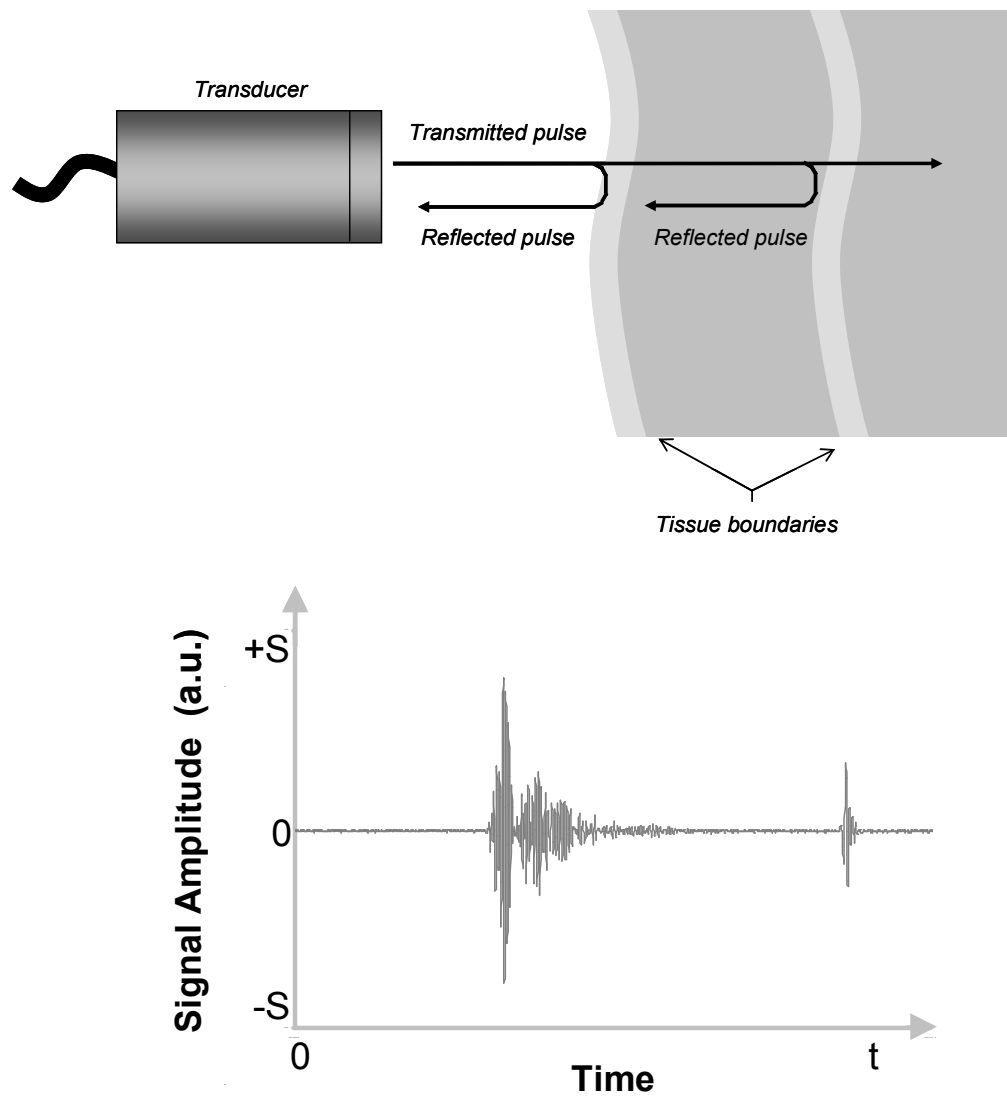 Transducer
Transmitted pulse
Reflected pulse
Reflected pulse
Tissue boundaries
Signal Amplitude (a.u.)
+S
0
-S
0
t
Time